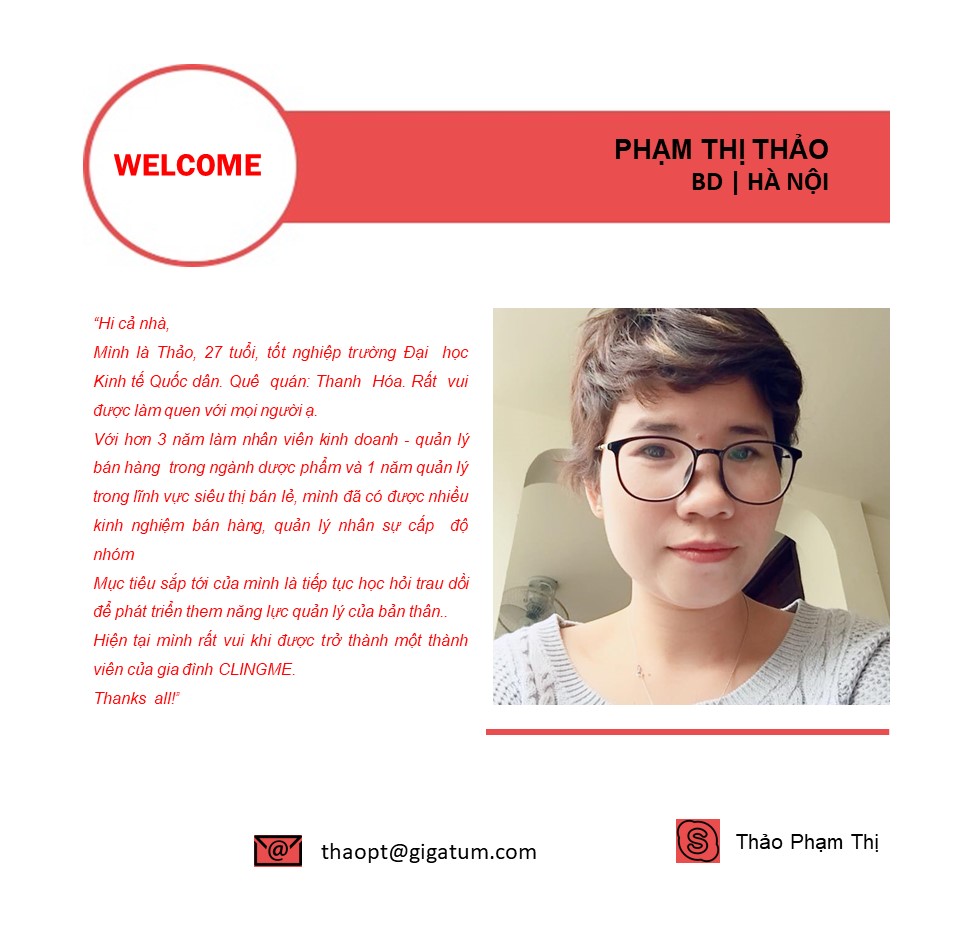 WELCOME
PHẠM THỊ THẢO
BD | HÀ NỘI
“Hi cả nhà,
Mình là Thảo, 27 tuổi, tốt nghiệp trường Đại học
Kinh tế Quốc dân. Quê quán: Thanh Hóa. Rất vui
được làm quen với mọi người ạ.
Với hơn 3 năm làm nhân viên kinh doanh - quản lý
bán hàng trong ngành dược phẩm và 1 năm quản lý
trong lĩnh vực siêu thị bán lẻ, mình đã có được nhiều
kinh nghiệm bán hàng, quản lý nhân sự cấp độ
nhóm
Mục tiêu sắp tới của mình là tiếp tục học hỏi trau dồi
để phát triển them năng lực quản lý của bản thân..
Hiện tại mình rất vui khi được trở thành một thành
viên của gia đình CLINGME.
Thanks all!”
thaopt@gigatum.com
Thảo Phạm Thị